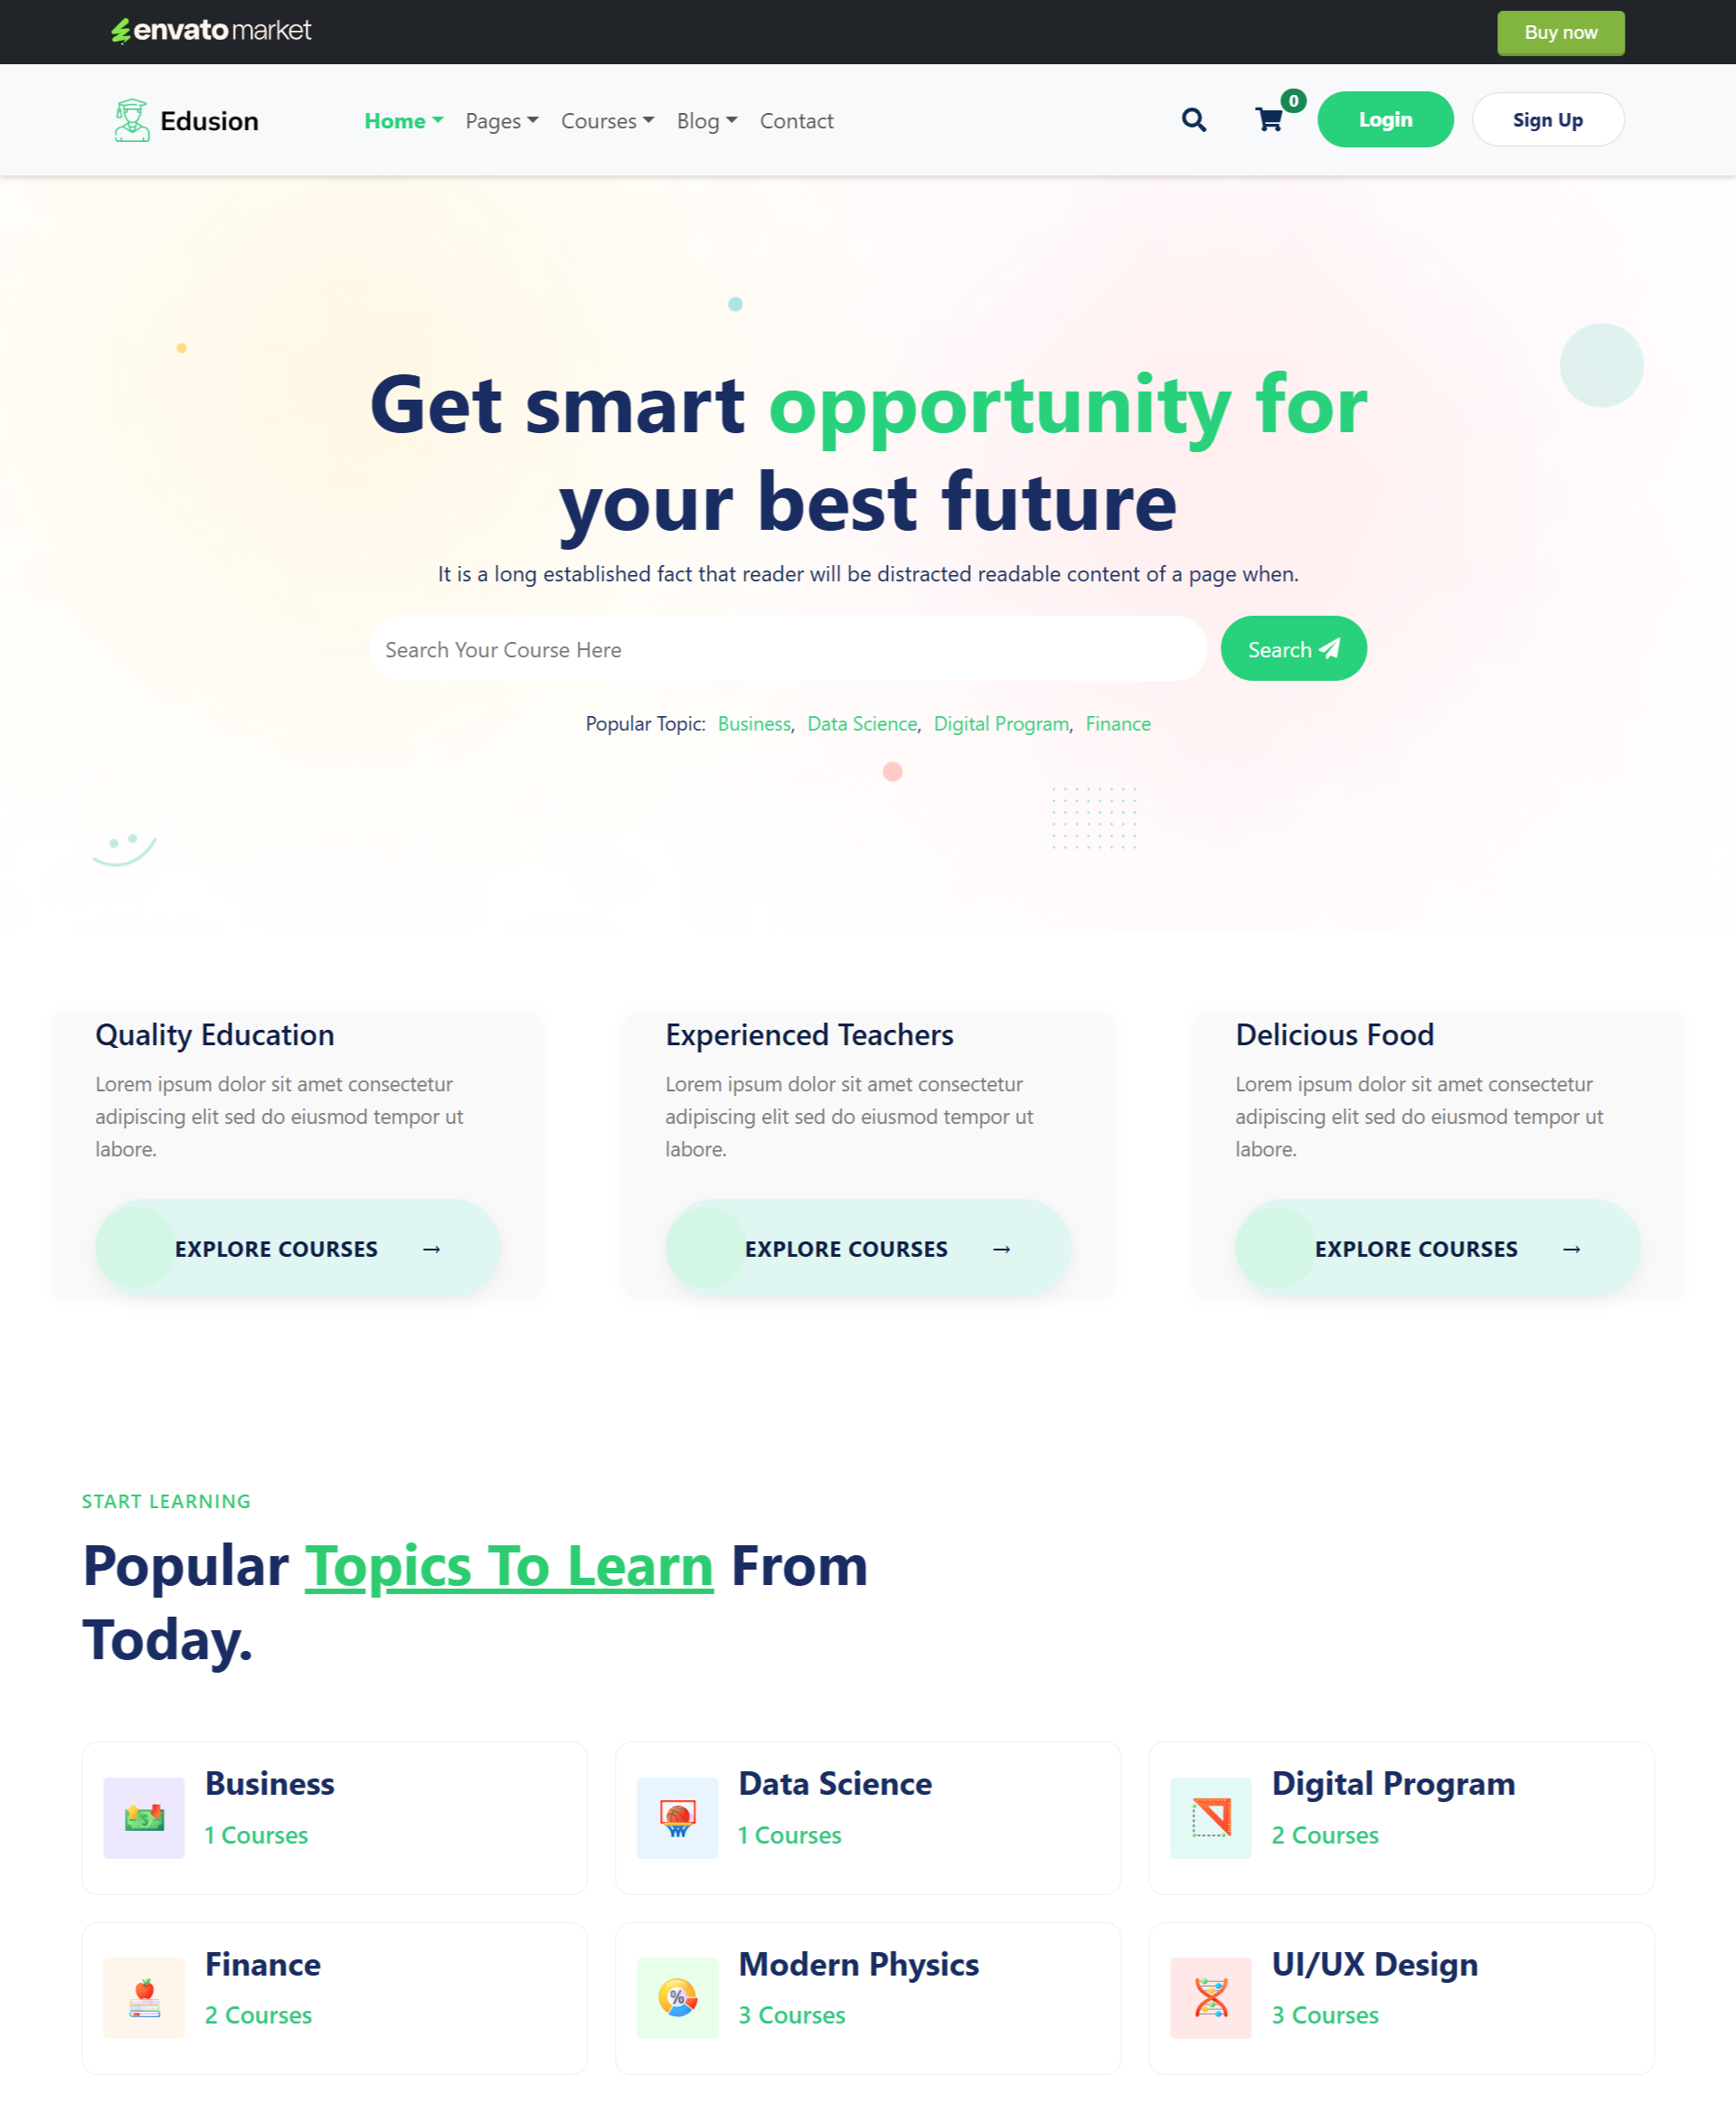 envato market
Buy now
Edusion
Home Pages Courses Blog Contact
0
Login
Sign Up
Get smart opportunity for
your best future
It is a long established fact that reader will be distracted readable content of a page when.
Search Your Course Here
Search
Popular Topic: Business, Data Science, Digital Program, Finance
Quality Education
Lorem ipsum dolor sit amet consectetur
adipiscing elit sed do eiusmod tempor ut
labore.
EXPLORE COURSES →
Experienced Teachers
Lorem ipsum dolor sit amet consectetur
adipiscing elit sed do eiusmod tempor ut
labore.
EXPLORE COURSES →
Delicious Food
Lorem ipsum dolor sit amet consectetur
adipiscing elit sed do eiusmod tempor ut
labore.
EXPLORE COURSES →
START LEARNING
Popular Topics To Learn From
Today.
Business
1 Courses
Data Science
1 Courses
Digital Program
2 Courses
Finance
2 Courses
%
Modern Physics
3 Courses
UI/UX Design
3 Courses